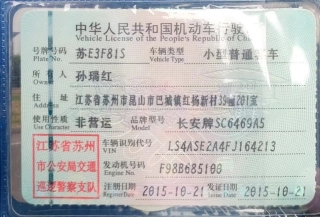 中华人民共和国机动车行驶
Vehicle License of the People's Republic of China
号牌号码 苏E3F81S 车辆类型 小型普通客车
Plate No. Vehicle Type
所有人 孙瑞红
Owner
住址 江苏省苏州市昆山市巴城镇红杨新村39幢201室
Address
使用性质 非营运 品牌型号 长安牌SC6469A5
Use Character Model
江苏省苏州 车辆识别代号 LS4ASE2A4FJ164213
VIN
市公安局交通 发动机号码 F98B685100
Engine No.
巡逻警察支队 注册日期 2015-10-21 发证日期 2015-10-21
Register Date Issue Date